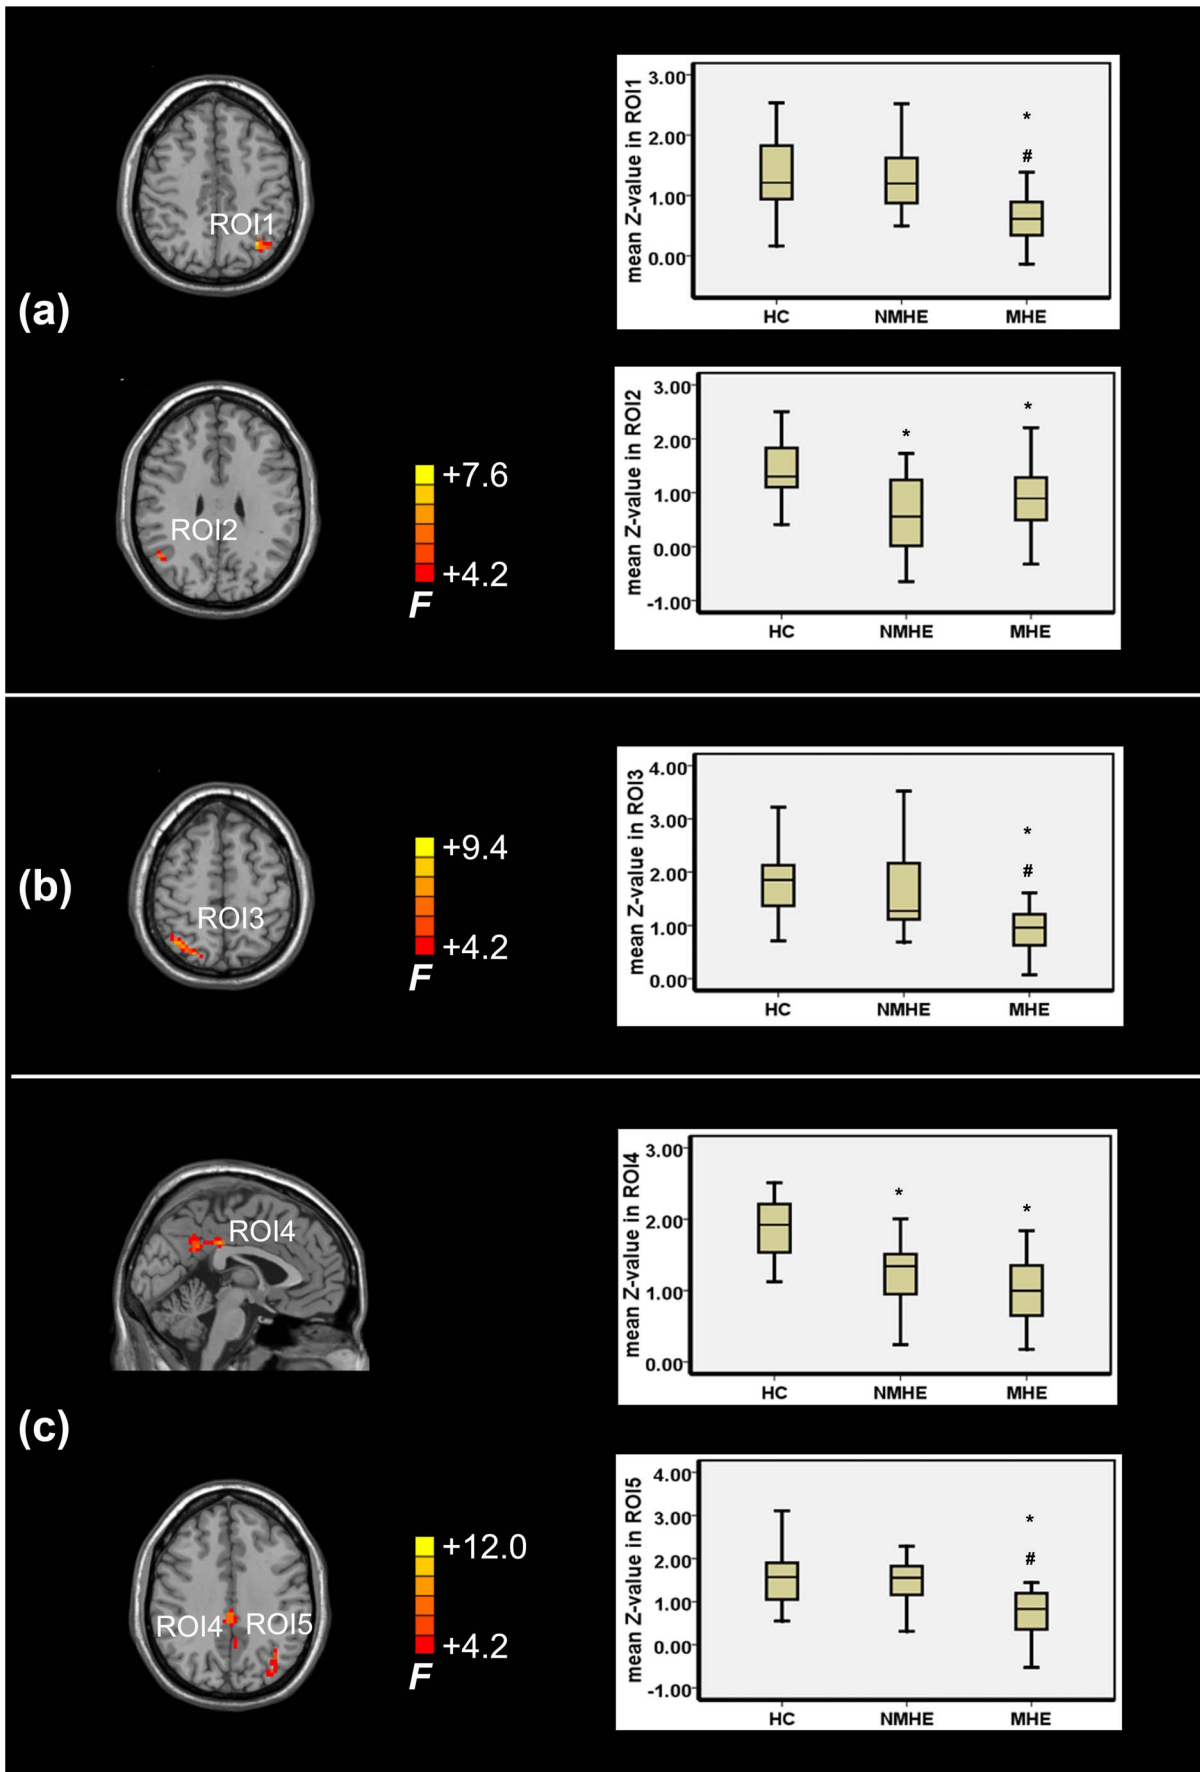 (a)
ROI1
mean Z-value in ROI1
3.00
2.00
1.00
0.00
*
#
HC NMHE MHE
ROI2
+7.6
+4.2
F
mean Z-value in ROI2
3.00
2.00
1.00
0.00
-1.00
* *
HC NMHE MHE
(b)
ROI3
+9.4
+4.2
F
mean Z-value in ROI3
4.00
3.00
2.00
1.00
0.00
*
#
HC NMHE MHE
(c)
ROI4
mean Z-value in ROI4
3.00
2.00
1.00
0.00
* *
HC NMHE MHE
ROI4 ROI5
+12.0
+4.2
F
mean Z-value in ROI5
4.00
3.00
2.00
1.00
0.00
-1.00
*
#
HC NMHE MHE